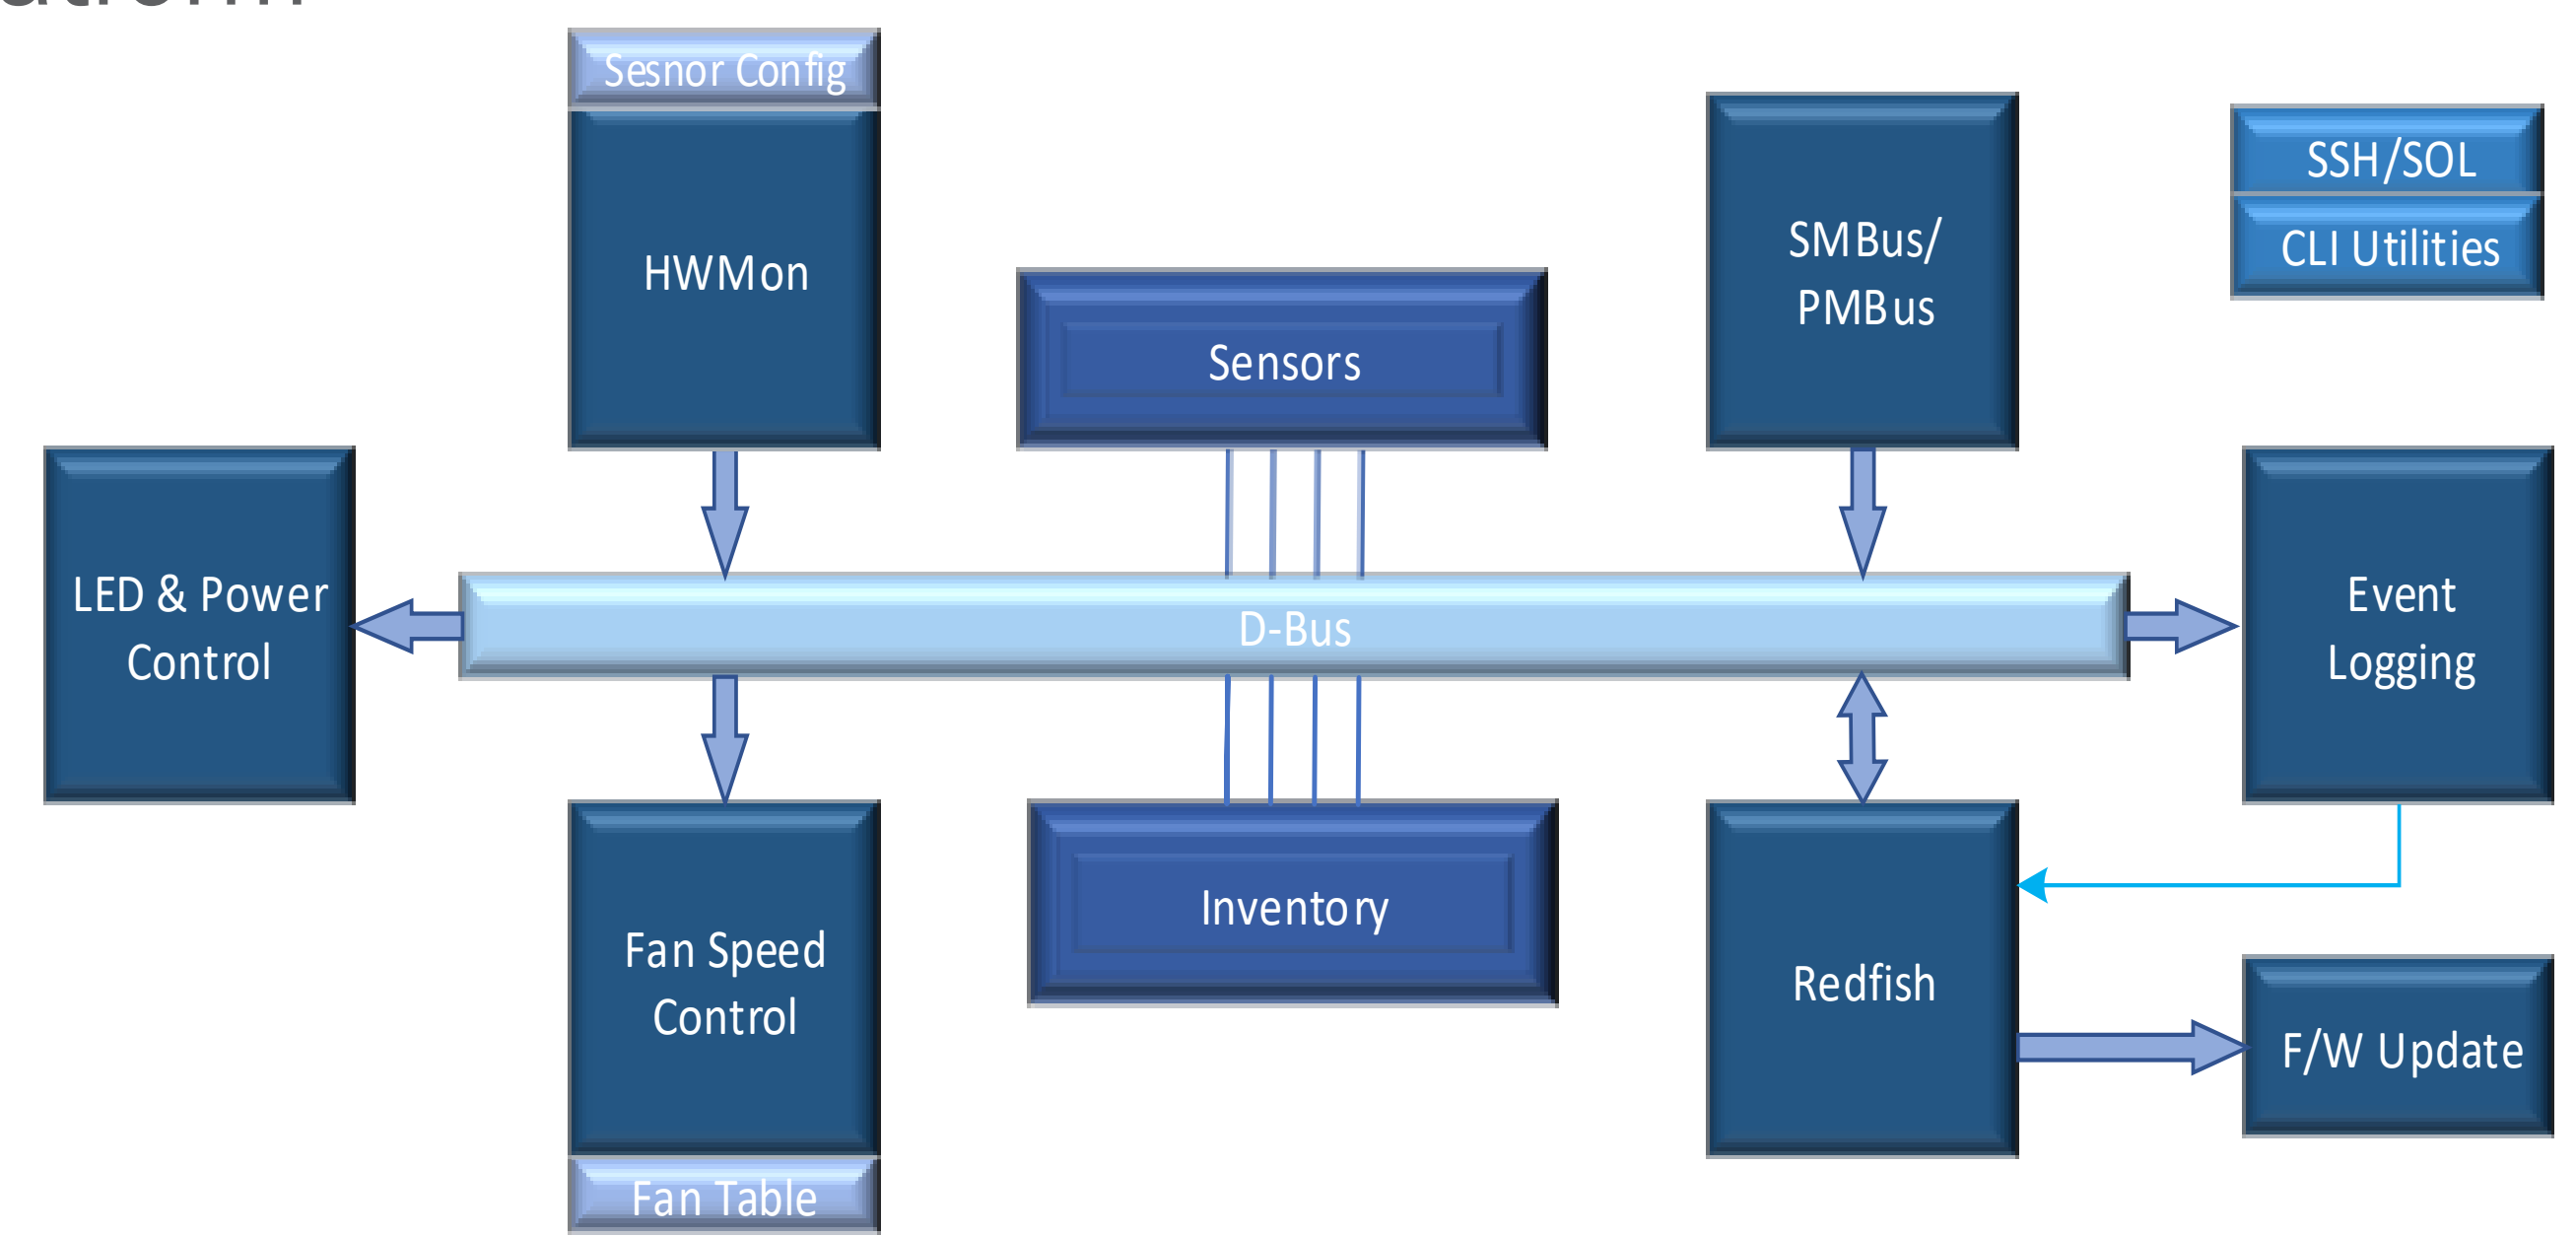 Sesnor Config
HWMon
SMBus/
PMBus
SSH/SOL
CLI Utilities
Sensors
LED & Power
Control
D-Bus
Event
Logging
Fan Speed
Control
Fan Table
Inventory
Redfish
F/W Update